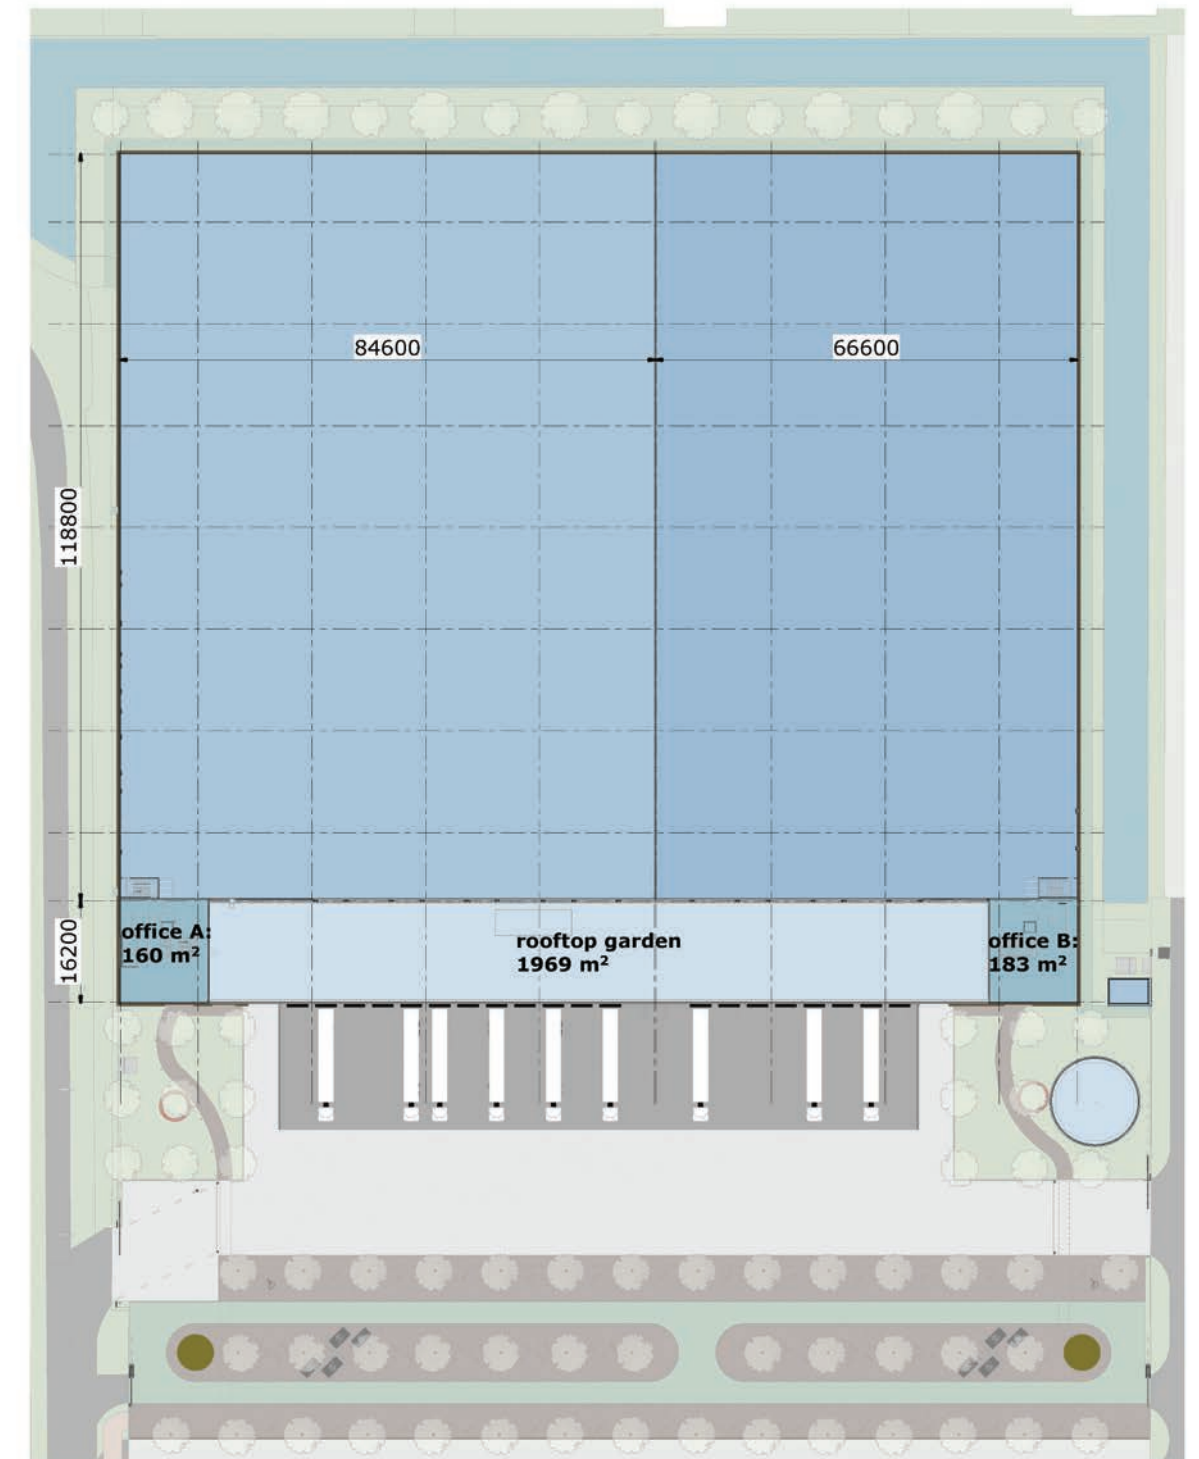 84600
66600
118800
16200
office A:
160 m²
rooftop garden
1969 m²
office B:
183 m²